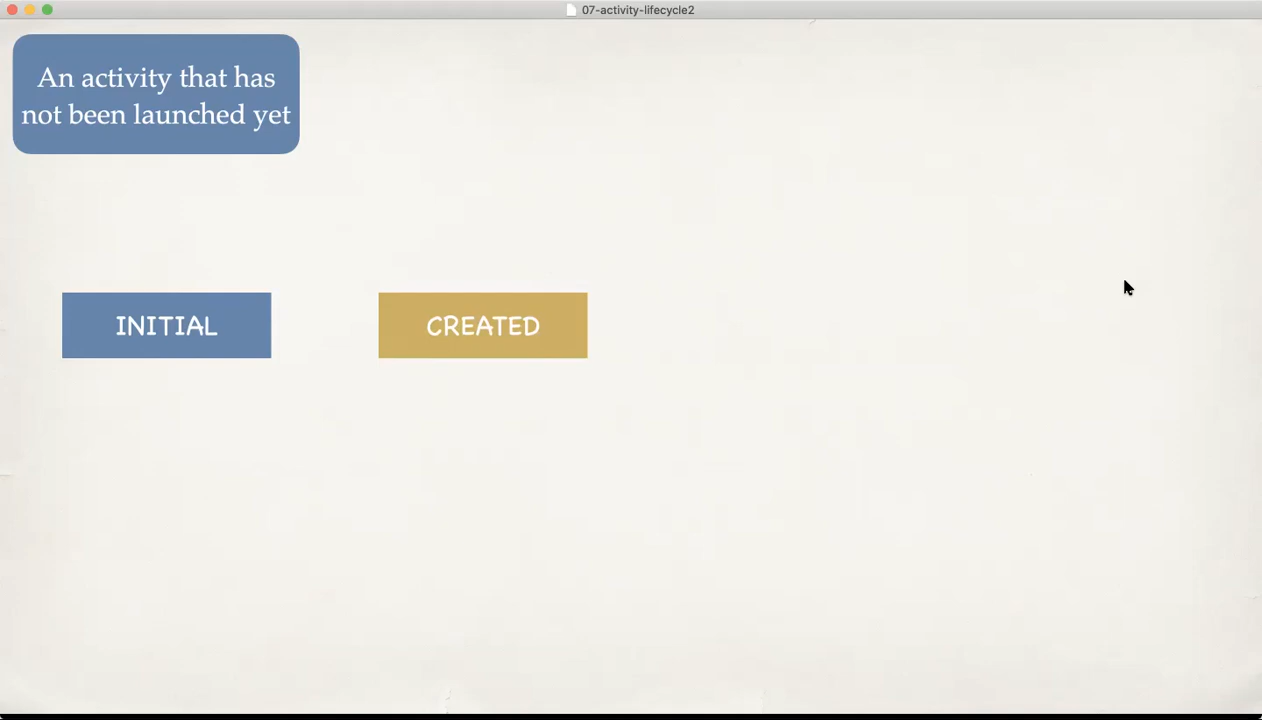 07-activity-lifecycle2
An activity that has
not been launched yet
INITIAL
CREATED